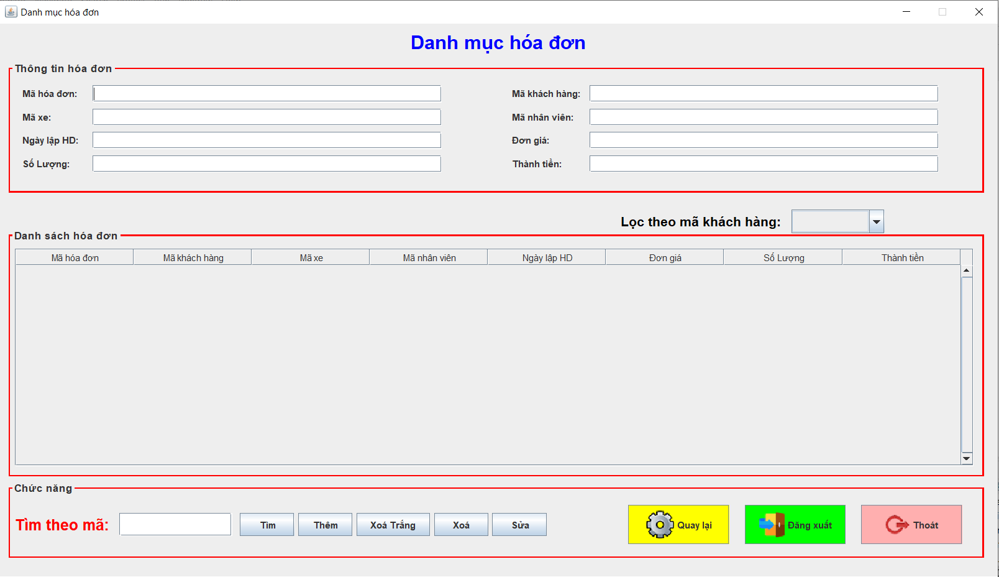 Danh mục hóa đơn
Danh mục hóa đơn
Thông tin hóa đơn
Mã hóa đơn: Mã khách hàng:
Mã xe: Mã nhân viên:
Ngày lập HD: Đơn giá:
Số Lượng: Thành tiền:
Lọc theo mã khách hàng:
Danh sách hóa đơn
Mã hóa đơn Mã khách hàng Mã xe Mã nhân viên Ngày lập HD Đơn giá Số Lượng Thành tiền
Chức năng
Tìm theo mã: Tìm Thêm Xoá Trắng Xoá Sửa Quay lại Đăng xuất Thoát